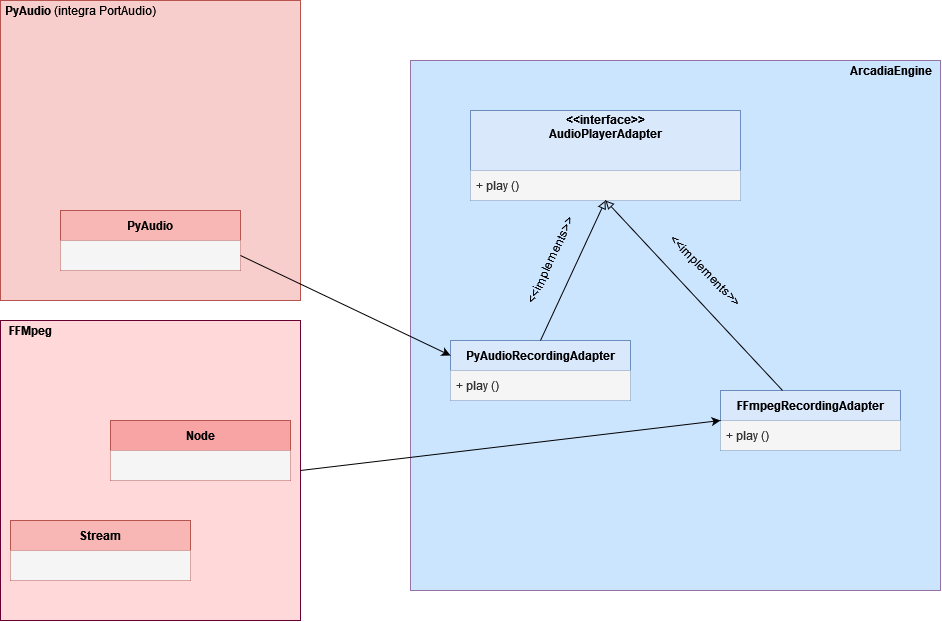 PyAudio (integra PortAudio)
ArcadiaEngine
<<interface>>
AudioPlayerAdapter
+ play ()
PyAudio
<<implements>>
<<implements>>
FFMpeg
PyAudioRecordingAdapter
+ play ()
FFmpegRecordingAdapter
+ play ()
Node
Stream